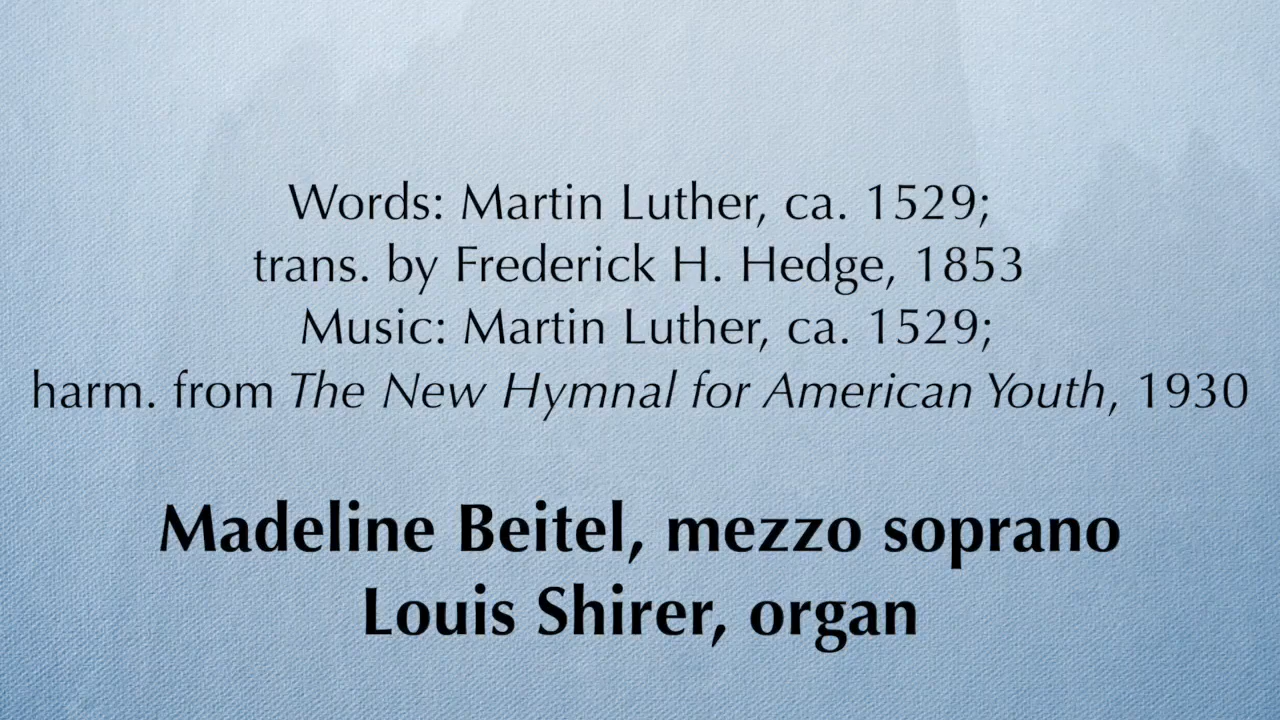 Words: Martin Luther, ca. 1529;
trans. by Frederick H. Hedge, 1853
Music: Martin Luther, ca. 1529;
harm. from The New Hymnal for American Youth, 1930
Madeline Beitel, mezzo soprano
Louis Shirer, organ